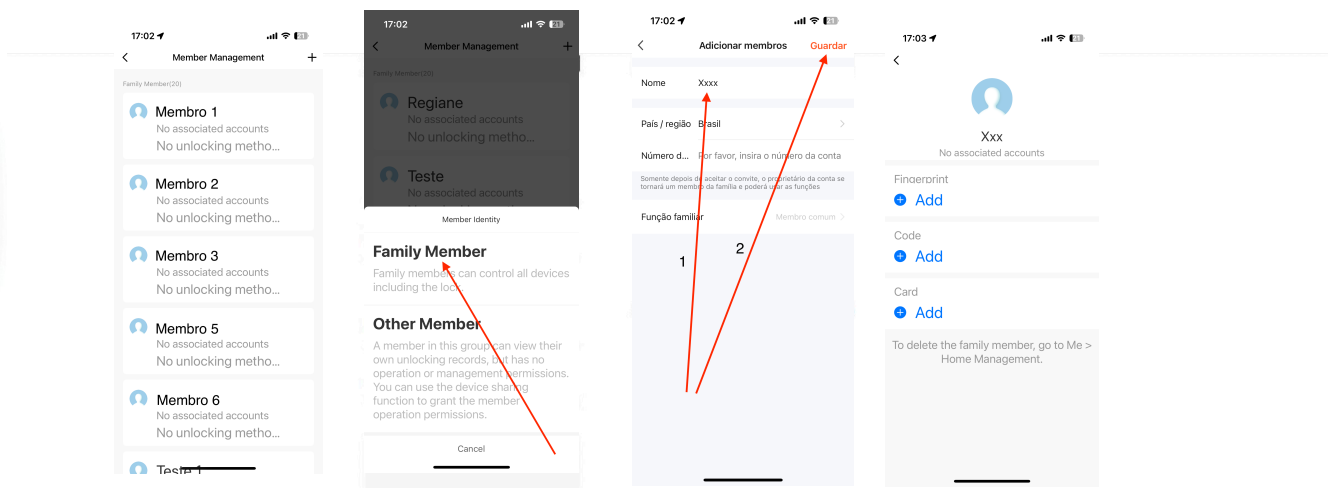 17:02
Member Management
+
Family Member(20)
Membro 1
No associated accounts
No unlocking metho...
Membro 2
No associated accounts
No unlocking metho...
Membro 3
No associated accounts
No unlocking metho...
Membro 5
No associated accounts
No unlocking metho...
Membro 6
No associated accounts
No unlocking metho...
Teste 1
17:02
21
Member Management
+
Family Member(20)
Regiane
No associated accounts
No unlocking metho...
Teste
No associated accounts
Member Identity
Family Member
Family members can control all devices
including the lock.
Other Member
A member in this group can view their
own unlocking records, but has no
operation or management permissions.
You can use the device sharing
function to grant the member
operation permissions.
Cancel
17:02
21
Adicionar membros
Guardar
Nome
Xxxx
País / região
Brasil
Número d...
Por favor, insira o número da conta
Somente depois de aceitar o convite, o proprietário da conta se
tornará um membro da família e poderá usar as funções
Função familiar
Membro comum
1
2
17:03
Xxx
No associated accounts
Fingerprint
Add
Code
Add
Card
Add
To delete the family member, go to Me >
Home Management.